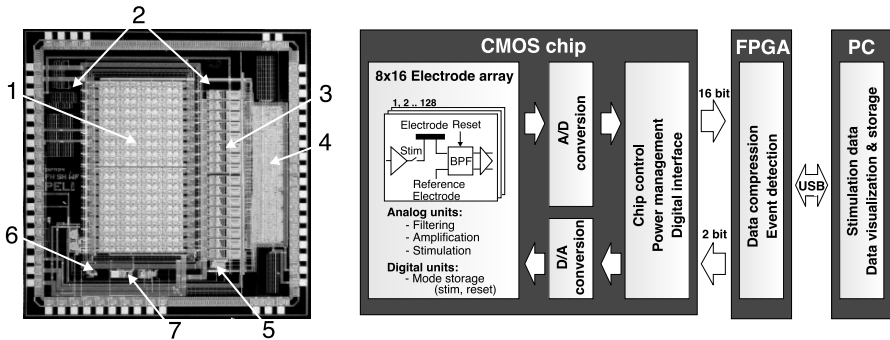 2
1
3
4
6
7
5
CMOS chip
8x16 Electrode array
1, 2 .. 128
Electrode Reset
Stim
BPF
Reference
Electrode
Analog units:
- Filtering
- Amplification
- Stimulation
Digital units:
- Mode storage
(stim, reset)
A/D
conversion
D/A
conversion
Chip control
Power management
Digital interface
16 bit
2 bit
FPGA
Data compression
Event detection
USB
PC
Stimulation data
Data visualization & storage